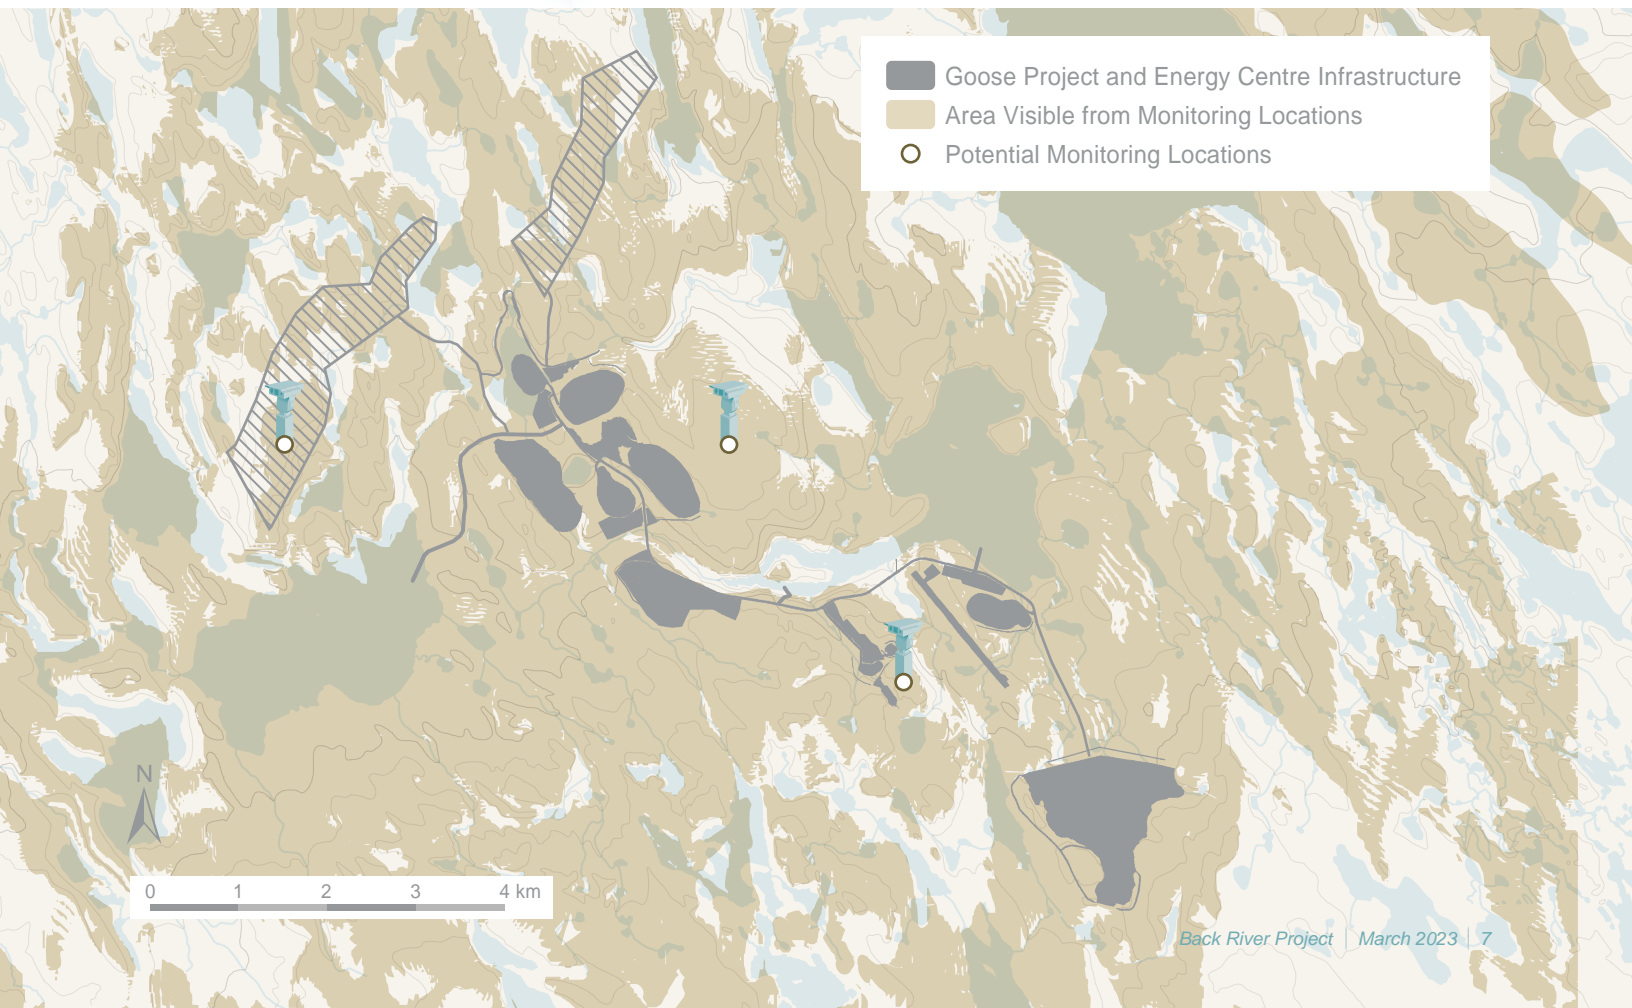 Goose Project and Energy Centre Infrastructure
Area Visible from Monitoring Locations
Potential Monitoring Locations
N
0 1 2 3 4 km
Back River Project | March 2023 | 7